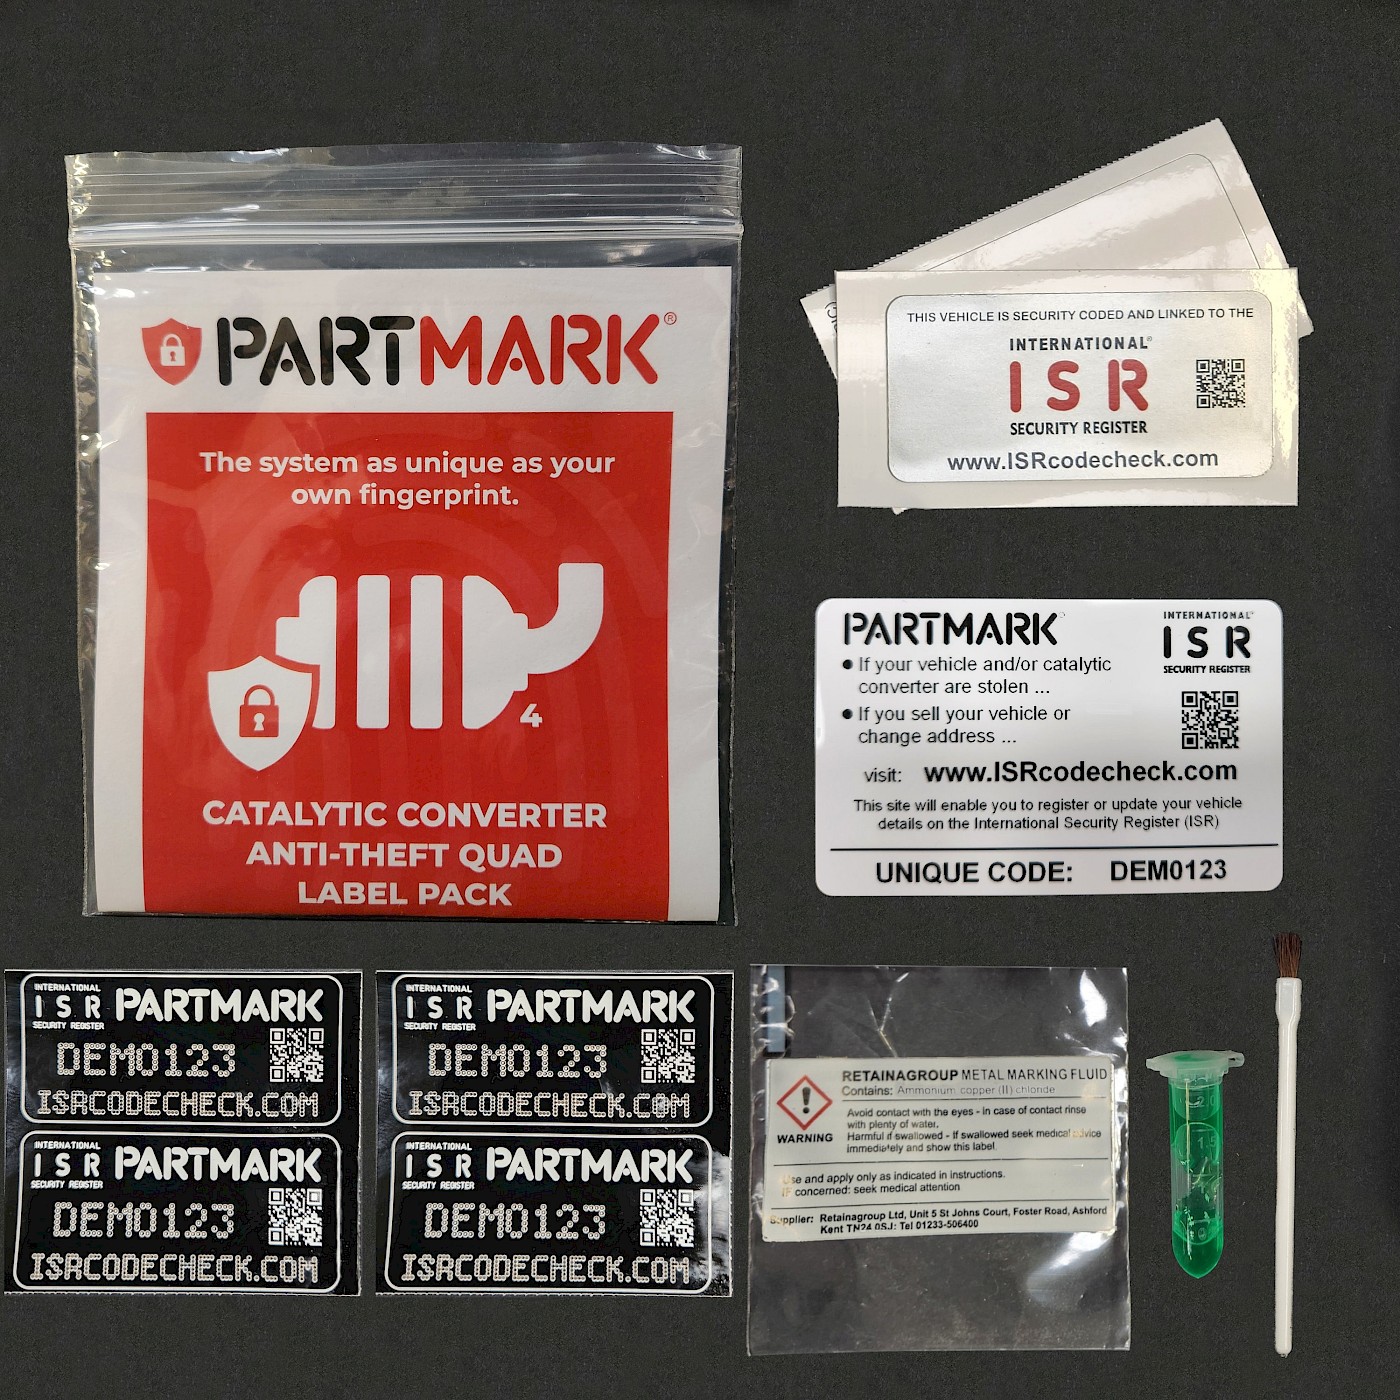 PARTMARK®
The system as unique as your
own fingerprint.
4
CATALYTIC CONVERTER
ANTI-THEFT QUAD
LABEL PACK
THIS VEHICLE IS SECURITY CODED AND LINKED TO THE
INTERNATIONAL®
ISR
SECURITY REGISTER
www.ISRcodecheck.com
PARTMARK
INTERNATIONAL®
ISR
SECURITY REGISTER
● If your vehicle and/or catalytic
converter are stolen ...
● If you sell your vehicle or
change address ...
visit: www.ISRcodecheck.com
This site will enable you to register or update your vehicle
details on the International Security Register (ISR)
UNIQUE CODE: DEM0123
INTERNATIONAL
ISR
SECURITY REGISTER
PARTMARK
DEM0123
ISRCODECHECK.COM
INTERNATIONAL
ISR
SECURITY REGISTER
PARTMARK
DEM0123
ISRCODECHECK.COM
INTERNATIONAL
ISR
SECURITY REGISTER
PARTMARK
DEM0123
ISRCODECHECK.COM
INTERNATIONAL
ISR
SECURITY REGISTER
PARTMARK
DEM0123
ISRCODECHECK.COM
WARNING
RETAINAGROUP METAL MARKING FLUID
Contains: Ammonium copper (II) chloride
Avoid contact with the eyes - in case of contact rinse
with plenty of water.
Harmful if swallowed - If swallowed seek medical advice
immediately and show this label.
Use and apply only as indicated in instructions.
IF concerned: seek medical attention
Supplier: Retainagroup Ltd, Unit 5 St Johns Court, Foster Road, Ashford
Kent TN24 0SJ: Tel 01233-506400